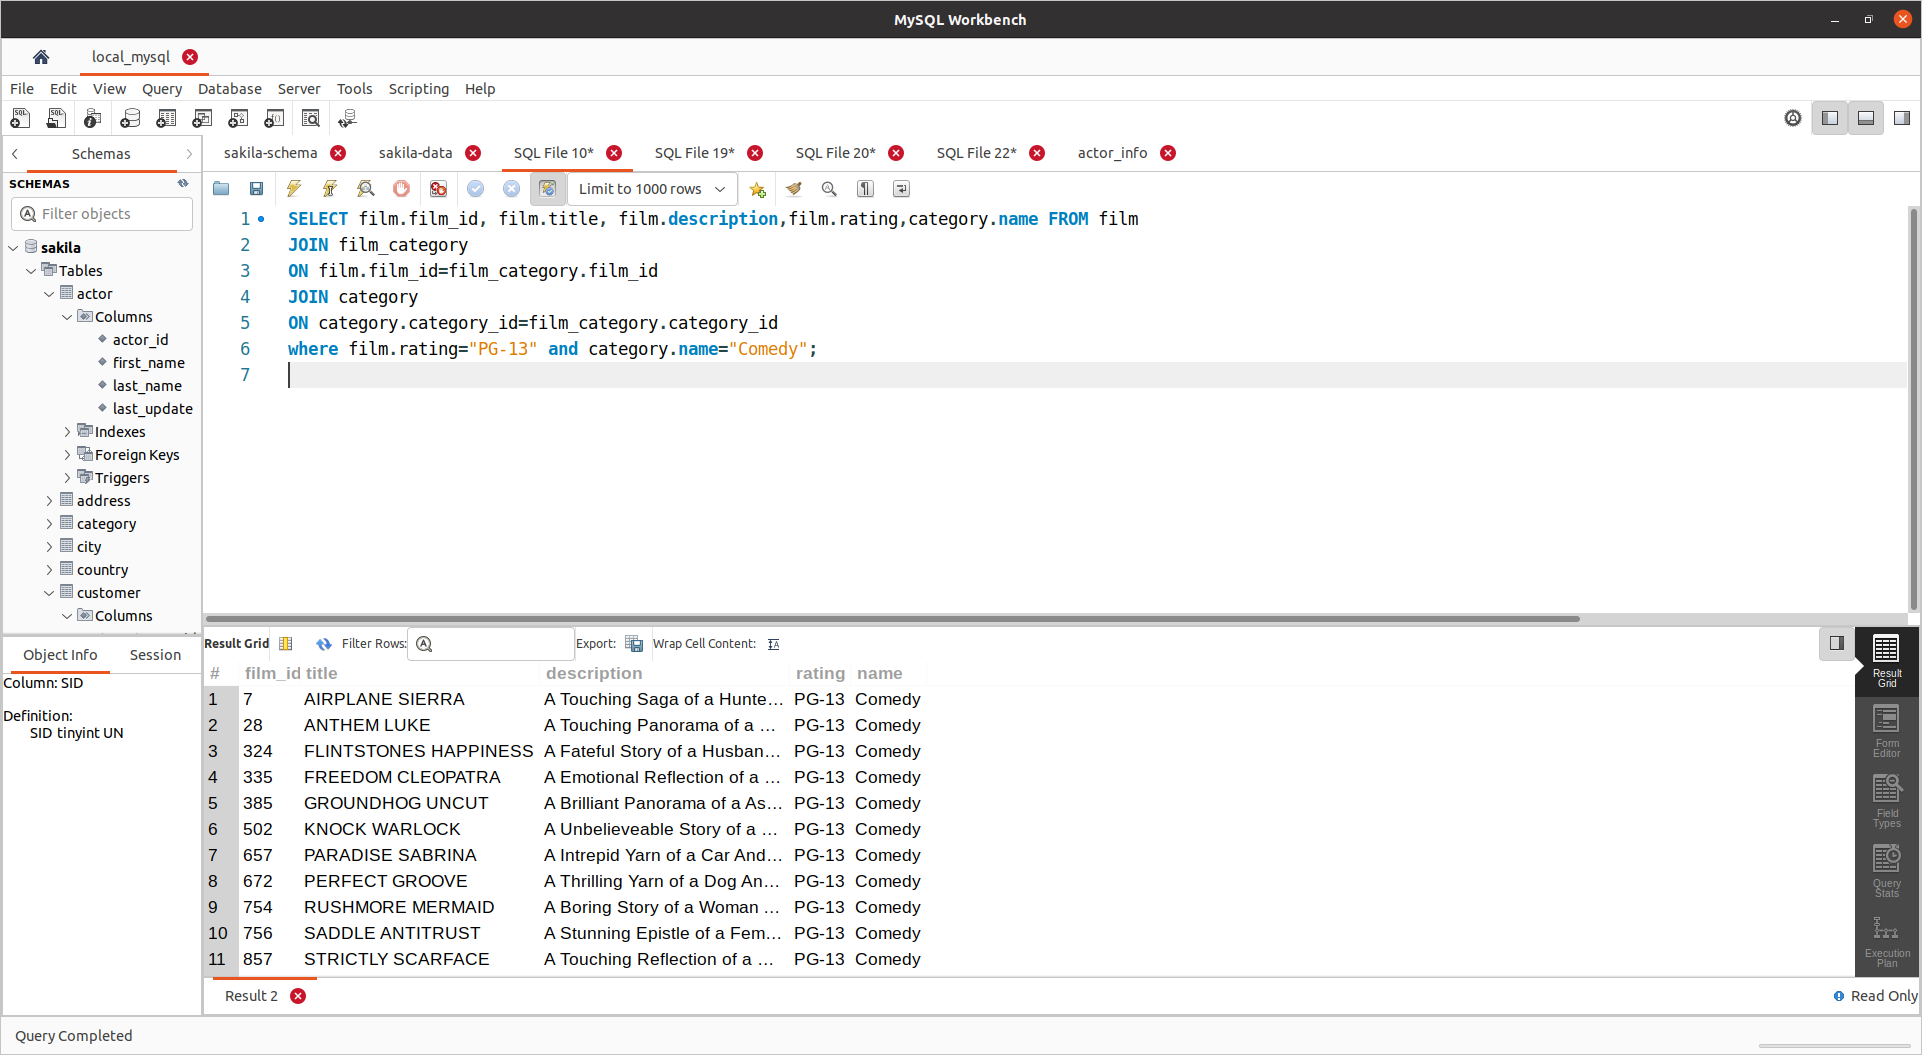 MySQL Workbench
local_mysql
File Edit View Query Database Server Tools Scripting Help
Schemas
sakila-schema sakila-data SQL File 10* SQL File 19* SQL File 20* SQL File 22* actor_info
SCHEMAS
Limit to 1000 rows
Filter objects
sakila
Tables
actor
Columns
actor_id
first_name
last_name
last_update
Indexes
Foreign Keys
Triggers
address
category
city
country
customer
Columns
1 SELECT film.film_id, film.title, film.description,film.rating,category.name FROM film
2 JOIN film_category
3 ON film.film_id=film_category.film_id
4 JOIN category
5 ON category.category_id=film_category.category_id
6 where film.rating="PG-13" and category.name="Comedy";
7
Object Info Session
Column: SID
Definition:
SID tinyint UN
Result Grid Filter Rows: Export: Wrap Cell Content:
# film_id title description rating name
1 7 AIRPLANE SIERRA A Touching Saga of a Hunte... PG-13 Comedy
2 28 ANTHEM LUKE A Touching Panorama of a ... PG-13 Comedy
3 324 FLINTSTONES HAPPINESS A Fateful Story of a Husban... PG-13 Comedy
4 335 FREEDOM CLEOPATRA A Emotional Reflection of a ... PG-13 Comedy
5 385 GROUNDHOG UNCUT A Brilliant Panorama of a As... PG-13 Comedy
6 502 KNOCK WARLOCK A Unbelieveable Story of a ... PG-13 Comedy
7 657 PARADISE SABRINA A Intrepid Yarn of a Car And... PG-13 Comedy
8 672 PERFECT GROOVE A Thrilling Yarn of a Dog An... PG-13 Comedy
9 754 RUSHMORE MERMAID A Boring Story of a Woman ... PG-13 Comedy
10 756 SADDLE ANTITRUST A Stunning Epistle of a Fem... PG-13 Comedy
11 857 STRICTLY SCARFACE A Touching Reflection of a ... PG-13 Comedy
Result
Grid
Form
Editor
Field
Types
Query
Stats
Execution
Plan
Result 2
Read Only
Query Completed